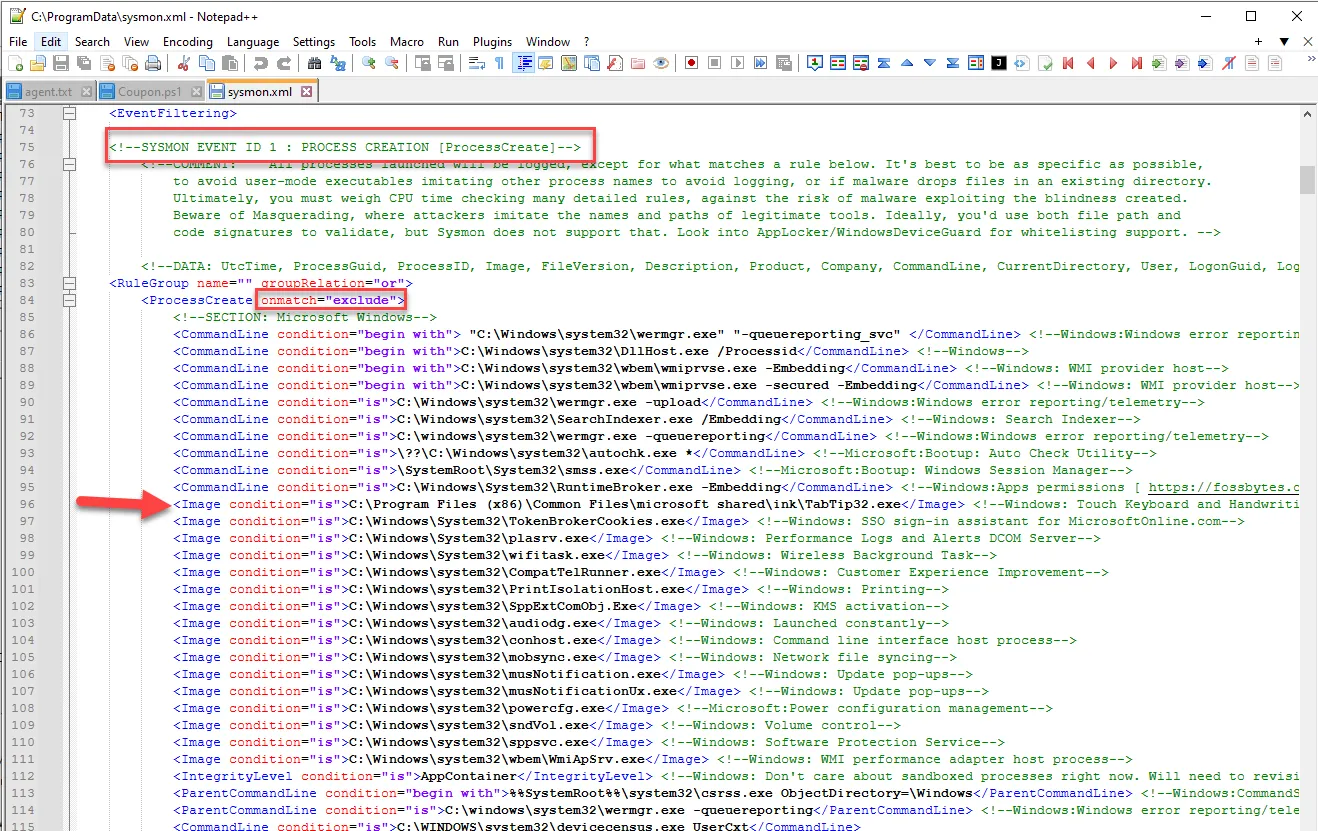 C:\ProgramData\sysmon.xml - Notepad++
File Edit Search View Encoding Language Settings Tools Macro Run Plugins Window ?
agent.txt Coupon.ps1 sysmon.xml
73 <EventFiltering>
74
75 <!--SYSMON EVENT ID 1 : PROCESS CREATION [ProcessCreate]-->
76 <!--COMMENT: All processes launched will be logged, except for what matches a rule below. It's best to be as specific as possible,
77 to avoid user-mode executables imitating other process names to avoid logging, or if malware drops files in an existing directory.
78 Ultimately, you must weigh CPU time checking many detailed rules, against the risk of malware exploiting the blindness created.
79 Beware of Masquerading, where attackers imitate the names and paths of legitimate tools. Ideally, you'd use both file path and
80 code signatures to validate, but Sysmon does not support that. Look into AppLocker/WindowsDeviceGuard for whitelisting support. -->
81
82 <!--DATA: UtcTime, ProcessGuid, ProcessID, Image, FileVersion, Description, Product, Company, CommandLine, CurrentDirectory, User, LogonGuid, Log
83 <RuleGroup name="" groupRelation="or">
84 <ProcessCreate onmatch="exclude">
85 <!--SECTION: Microsoft Windows-->
86 <CommandLine condition="begin with"> "C:\Windows\system32\wermgr.exe" "-queuereporting_svc" </CommandLine> <!--Windows:Windows error reportin
87 <CommandLine condition="begin with">C:\Windows\system32\DllHost.exe /Processid</CommandLine> <!--Windows-->
88 <CommandLine condition="begin with">C:\Windows\system32\wbem\wmiprvse.exe -Embedding</CommandLine> <!--Windows: WMI provider host-->
89 <CommandLine condition="begin with">C:\Windows\system32\wbem\wmiprvse.exe -secured -Embedding</CommandLine> <!--Windows: WMI provider host-->
90 <CommandLine condition="is">C:\Windows\system32\wermgr.exe -upload</CommandLine> <!--Windows:Windows error reporting/telemetry-->
91 <CommandLine condition="is">C:\Windows\system32\SearchIndexer.exe /Embedding</CommandLine> <!--Windows: Search Indexer-->
92 <CommandLine condition="is">C:\windows\system32\wermgr.exe -queuereporting</CommandLine> <!--Windows:Windows error reporting/telemetry-->
93 <CommandLine condition="is">\??\C:\Windows\system32\autochk.exe *</CommandLine> <!--Microsoft:Bootup: Auto Check Utility-->
94 <CommandLine condition="is">\SystemRoot\System32\smss.exe</CommandLine> <!--Microsoft:Bootup: Windows Session Manager-->
95 <CommandLine condition="is">C:\Windows\System32\RuntimeBroker.exe -Embedding</CommandLine> <!--Windows:Apps permissions [ https://fossbytes.c
96 <Image condition="is">C:\Program Files (x86)\Common Files\microsoft shared\ink\TabTip32.exe</Image> <!--Windows: Touch Keyboard and Handwriti
97 <Image condition="is">C:\Windows\System32\TokenBrokerCookies.exe</Image> <!--Windows: SSO sign-in assistant for MicrosoftOnline.com-->
98 <Image condition="is">C:\Windows\System32\plasrv.exe</Image> <!--Windows: Performance Logs and Alerts DCOM Server-->
99 <Image condition="is">C:\Windows\System32\wifitask.exe</Image> <!--Windows: Wireless Background Task-->
100 <Image condition="is">C:\Windows\system32\CompatTelRunner.exe</Image> <!--Windows: Customer Experience Improvement-->
101 <Image condition="is">C:\Windows\system32\PrintIsolationHost.exe</Image> <!--Windows: Printing-->
102 <Image condition="is">C:\Windows\system32\SppExtComObj.Exe</Image> <!--Windows: KMS activation-->
103 <Image condition="is">C:\Windows\system32\audiodg.exe</Image> <!--Windows: Launched constantly-->
104 <Image condition="is">C:\Windows\system32\conhost.exe</Image> <!--Windows: Command line interface host process-->
105 <Image condition="is">C:\Windows\system32\mobsync.exe</Image> <!--Windows: Network file syncing-->
106 <Image condition="is">C:\Windows\system32\musNotification.exe</Image> <!--Windows: Update pop-ups-->
107 <Image condition="is">C:\Windows\system32\musNotificationUx.exe</Image> <!--Windows: Update pop-ups-->
108 <Image condition="is">C:\Windows\system32\powercfg.exe</Image> <!--Microsoft:Power configuration management-->
109 <Image condition="is">C:\Windows\system32\sndVol.exe</Image> <!--Windows: Volume control-->
110 <Image condition="is">C:\Windows\system32\sppsvc.exe</Image> <!--Windows: Software Protection Service-->
111 <Image condition="is">C:\Windows\system32\wbem\WmiApSrv.exe</Image> <!--Windows: WMI performance adapter host process-->
112 <IntegrityLevel condition="is">AppContainer</IntegrityLevel> <!--Windows: Don't care about sandboxed processes right now. Will need to revisi
113 <ParentCommandLine condition="begin with">%%SystemRoot%%\system32\csrss.exe ObjectDirectory=\Windows</ParentCommandLine> <!--Windows:CommandS
114 <ParentCommandLine condition="is">C:\windows\system32\wermgr.exe -queuereporting</ParentCommandLine> <!--Windows:Windows error reporting/tele
115 <CommandLine condition="is">C:\WINDOWS\system32\devicecensus.exe UserCxt</CommandLine>